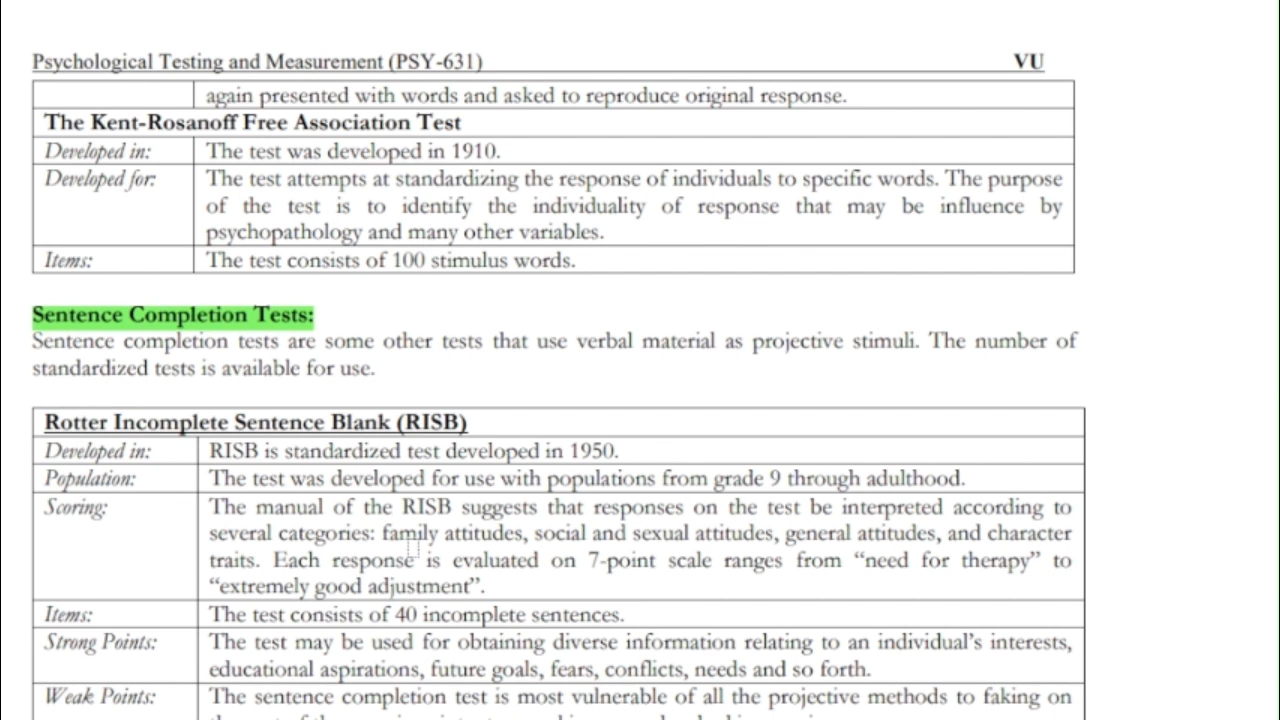 Psychological Testing and Measurement (PSY-631) VU
again presented with words and asked to reproduce original response.
The Kent-Rosanoff Free Association Test
Developed in: The test was developed in 1910.
Developed for: The test attempts at standardizing the response of individuals to specific words. The purpose
of the test is to identify the individuality of response that may be influence by
psychopathology and many other variables.
Items: The test consists of 100 stimulus words.
Sentence Completion Tests:
Sentence completion tests are some other tests that use verbal material as projective stimuli. The number of
standardized tests is available for use.
Rotter Incomplete Sentence Blank (RISB)
Developed in: RISB is standardized test developed in 1950.
Population: The test was developed for use with populations from grade 9 through adulthood.
Scoring: The manual of the RISB suggests that responses on the test be interpreted according to
several categories: family attitudes, social and sexual attitudes, general attitudes, and character
traits. Each response is evaluated on 7-point scale ranges from “need for therapy” to
“extremely good adjustment”.
Items: The test consists of 40 incomplete sentences.
Strong Points: The test may be used for obtaining diverse information relating to an individual’s interests,
educational aspirations, future goals, fears, conflicts, needs and so forth.
Weak Points: The sentence completion test is most vulnerable of all the projective methods to faking on